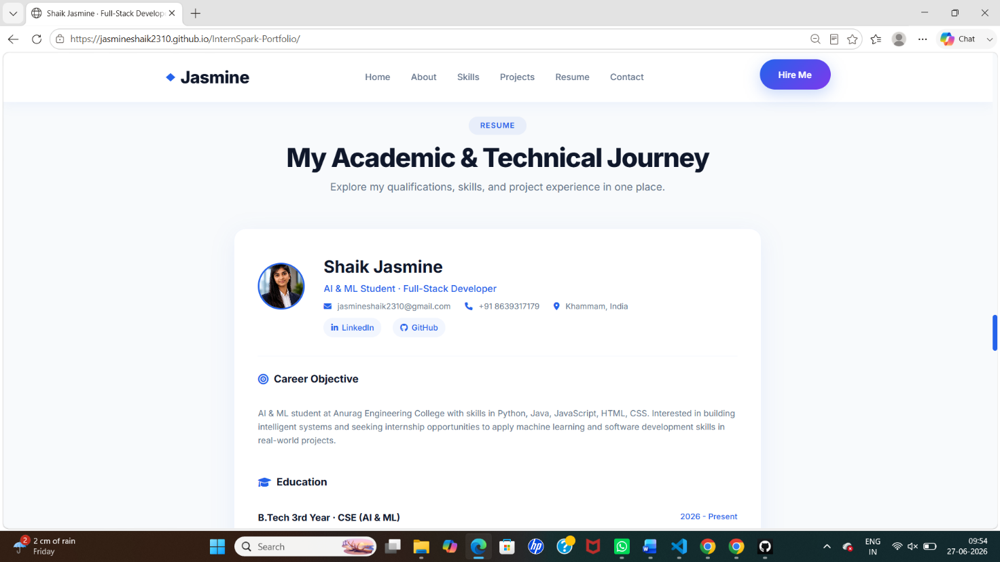 Shaik Jasmine · Full-Stack Develop
https://jasmineshaik2310.github.io/InternSpark-Portfolio/
Chat
Jasmine
Home About Skills Projects Resume Contact
Hire Me
RESUME
My Academic & Technical Journey
Explore my qualifications, skills, and project experience in one place.
Shaik Jasmine
AI & ML Student · Full-Stack Developer
jasmineshaik2310@gmail.com +91 8639317179 Khammam, India
in LinkedIn GitHub
Career Objective
AI & ML student at Anurag Engineering College with skills in Python, Java, JavaScript, HTML, CSS. Interested in building
intelligent systems and seeking internship opportunities to apply machine learning and software development skills in
real-world projects.
Education
B.Tech 3rd Year · CSE (AI & ML) 2026 - Present
2
2 cm of rain
Friday
Search
hp
ENG
IN
09:54
27-06-2026